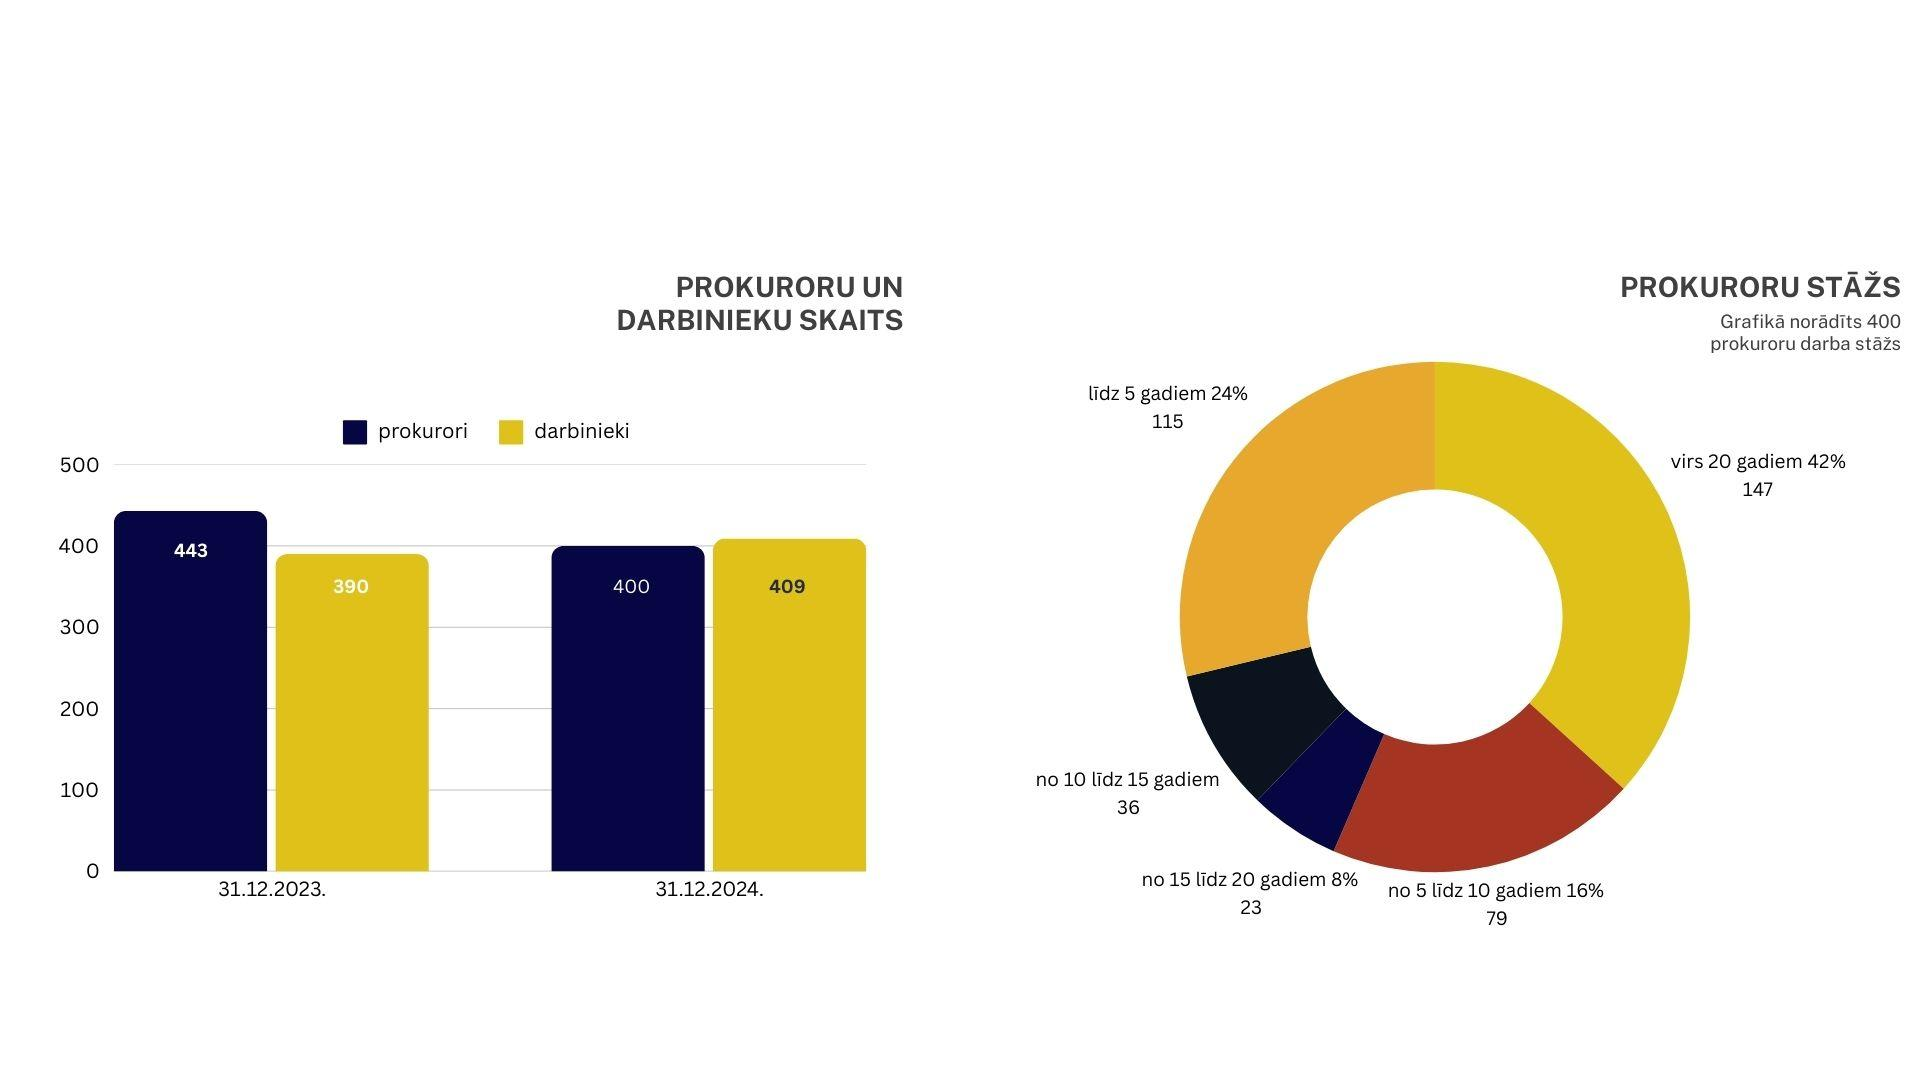 PROKURORU UN
DARBINIEKU SKAITS
prokurori
darbinieki
500
400
300
200
100
0
443
390
400
409
31.12.2023.
31.12.2024.
PROKURORU STĀŽS
Grafikā norādīts 400
prokuroru darba stāžs
līdz 5 gadiem 24%
115
virs 20 gadiem 42%
147
no 10 līdz 15 gadiem
36
no 15 līdz 20 gadiem 8%
23
no 5 līdz 10 gadiem 16%
79